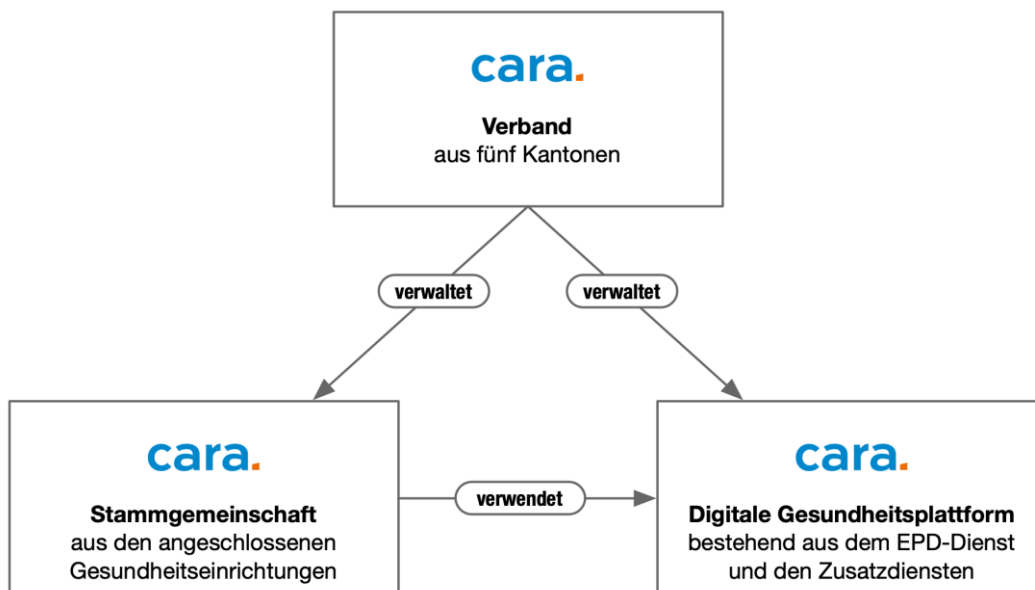 cara.
Verband
aus fünf Kantonen
verwaltet
verwaltet
cara.
Stammgemeinschaft
aus den angeschlossenen
Gesundheitseinrichtungen
verwendet
cara.
Digitale Gesundheitsplattform
bestehend aus dem EPD-Dienst
und den Zusatzdiensten